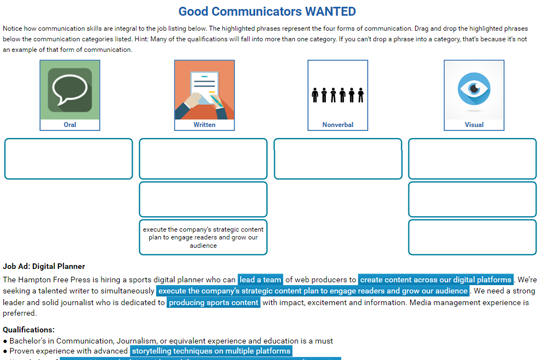 Good Communicators WANTED
Notice how communication skills are integral to the job listing below. The highlighted phrases represent the four forms of communication. Drag and drop the highlighted phrases
below the communication categories listed. Hint: Many of the qualifications will fall into more than one category. If you can't drop a phrase into a category, that's because it's not
an example of that form of communication.
Oral
Written
Nonverbal
Visual
execute the company's strategic content
plan to engage readers and grow our
audience
Job Ad: Digital Planner
The Hampton Free Press is hiring a sports digital planner who can lead a team of web producers to create content across our digital platforms. We're
seeking a talented writer to simultaneously execute the company's strategic content plan to engage readers and grow our audience. We need a strong
leader and solid journalist who is dedicated to producing sports content with impact, excitement and information. Media management experience is
preferred.
Qualifications:
● Bachelor's in Communication, Journalism, or equivalent experience and education is a must
● Proven experience with advanced storytelling techniques on multiple platforms